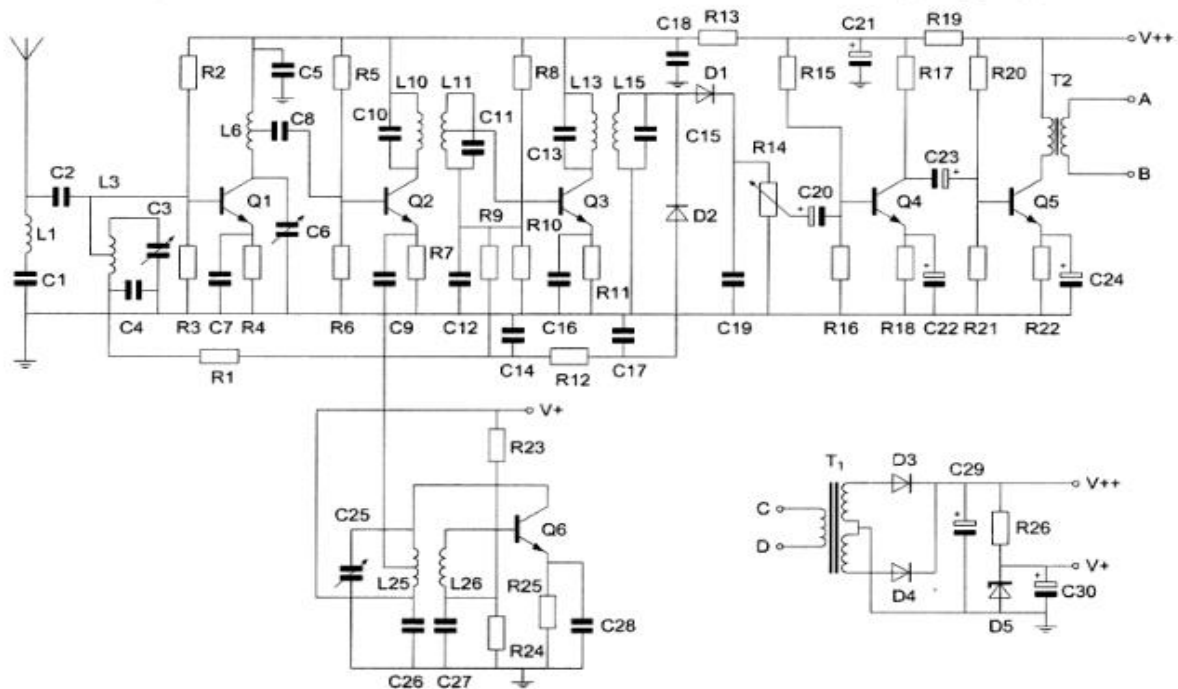 C18 R13 C21 R19 V++
R2 C5 R5 L10 L11 R8 L13 L15 D1 R15 R17 R20 T2
C8 C10 C11 A
L6 C13 C15 R14
C2 L3 C23 B
C3 Q1 Q2 R9 Q3 C20 Q4 Q5
L1 C6 R10 D2
C1 R7 R11 C24
C4 R3 C7 R4 R6 C9 C12 C16 C19 R16 R18 C22 R21 R22
R1 C14 R12 C17
V+
R23
T1 D3 C29 V++
C25 Q6 C R26
D
L25 L26 R25 D4 V+
C30
R24 C28 D5
C26 C27